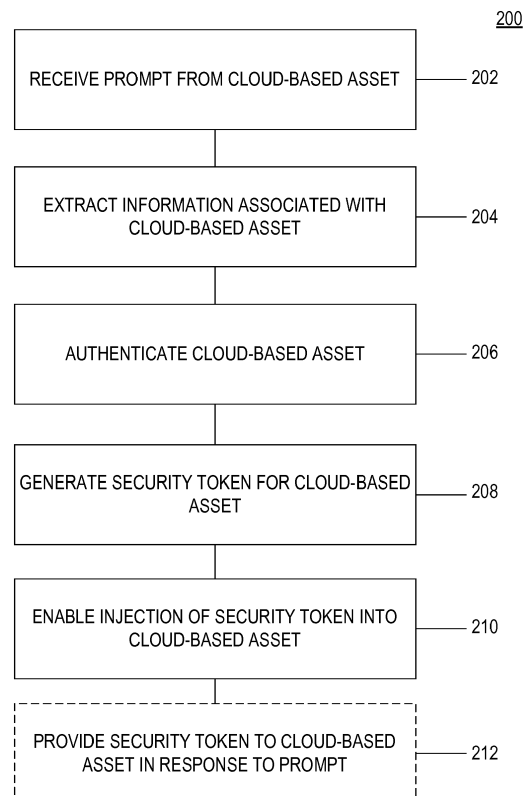 200
RECEIVE PROMPT FROM CLOUD-BASED ASSET
202
EXTRACT INFORMATION ASSOCIATED WITH
CLOUD-BASED ASSET
204
AUTHENTICATE CLOUD-BASED ASSET
206
GENERATE SECURITY TOKEN FOR CLOUD-BASED
ASSET
208
ENABLE INJECTION OF SECURITY TOKEN INTO
CLOUD-BASED ASSET
210
PROVIDE SECURITY TOKEN TO CLOUD-BASED
ASSET IN RESPONSE TO PROMPT
212